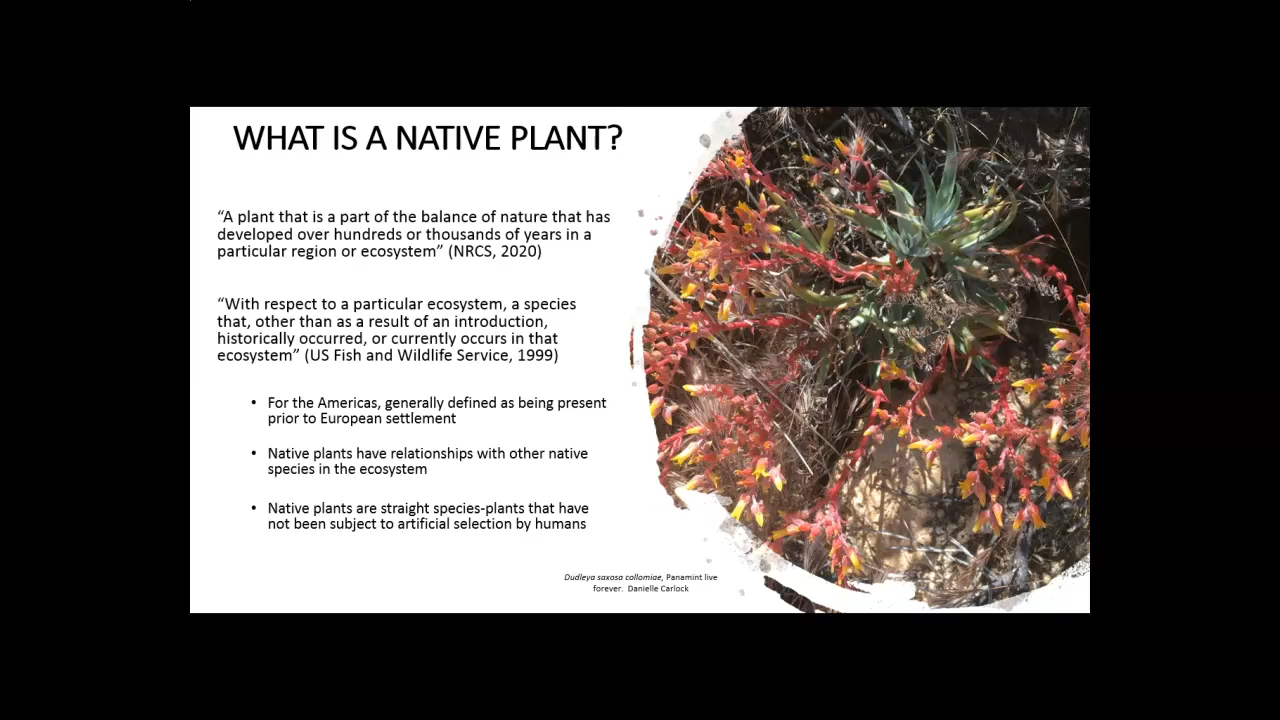 WHAT IS A NATIVE PLANT?
“A plant that is a part of the balance of nature that has
developed over hundreds or thousands of years in a
particular region or ecosystem” (NRCS, 2020)
“With respect to a particular ecosystem, a species
that, other than as a result of an introduction,
historically occurred, or currently occurs in that
ecosystem” (US Fish and Wildlife Service, 1999)
• For the Americas, generally defined as being present
prior to European settlement
• Native plants have relationships with other native
species in the ecosystem
• Native plants are straight species-plants that have
not been subject to artificial selection by humans
Dudleya saxosa collomiae, Panamint live
forever. Danielle Carlock